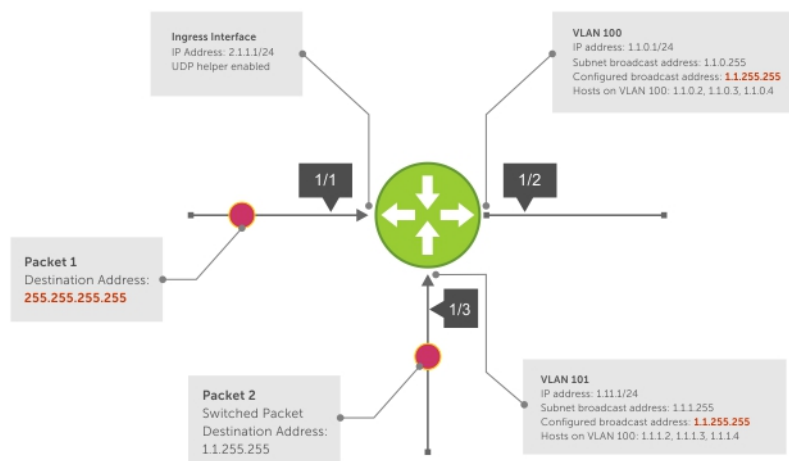 Ingress Interface
IP Address: 2.1.1.1/24
UDP helper enabled
VLAN 100
IP address: 1.1.0.1/24
Subnet broadcast address: 1.1.0.255
Configured broadcast address: 1.1.255.255
Hosts on VLAN 100: 1.1.0.2, 1.1.0.3, 1.1.0.4
1/1
1/2
Packet 1
Destination Address:
255.255.255.255
1/3
Packet 2
Switched Packet
Destination Address:
1.1.255.255
VLAN 101
IP address: 1.11.1/24
Subnet broadcast address: 1.1.1.255
Configured broadcast address: 1.1.255.255
Hosts on VLAN 100: 1.1.1.2, 1.1.1.3, 1.1.1.4